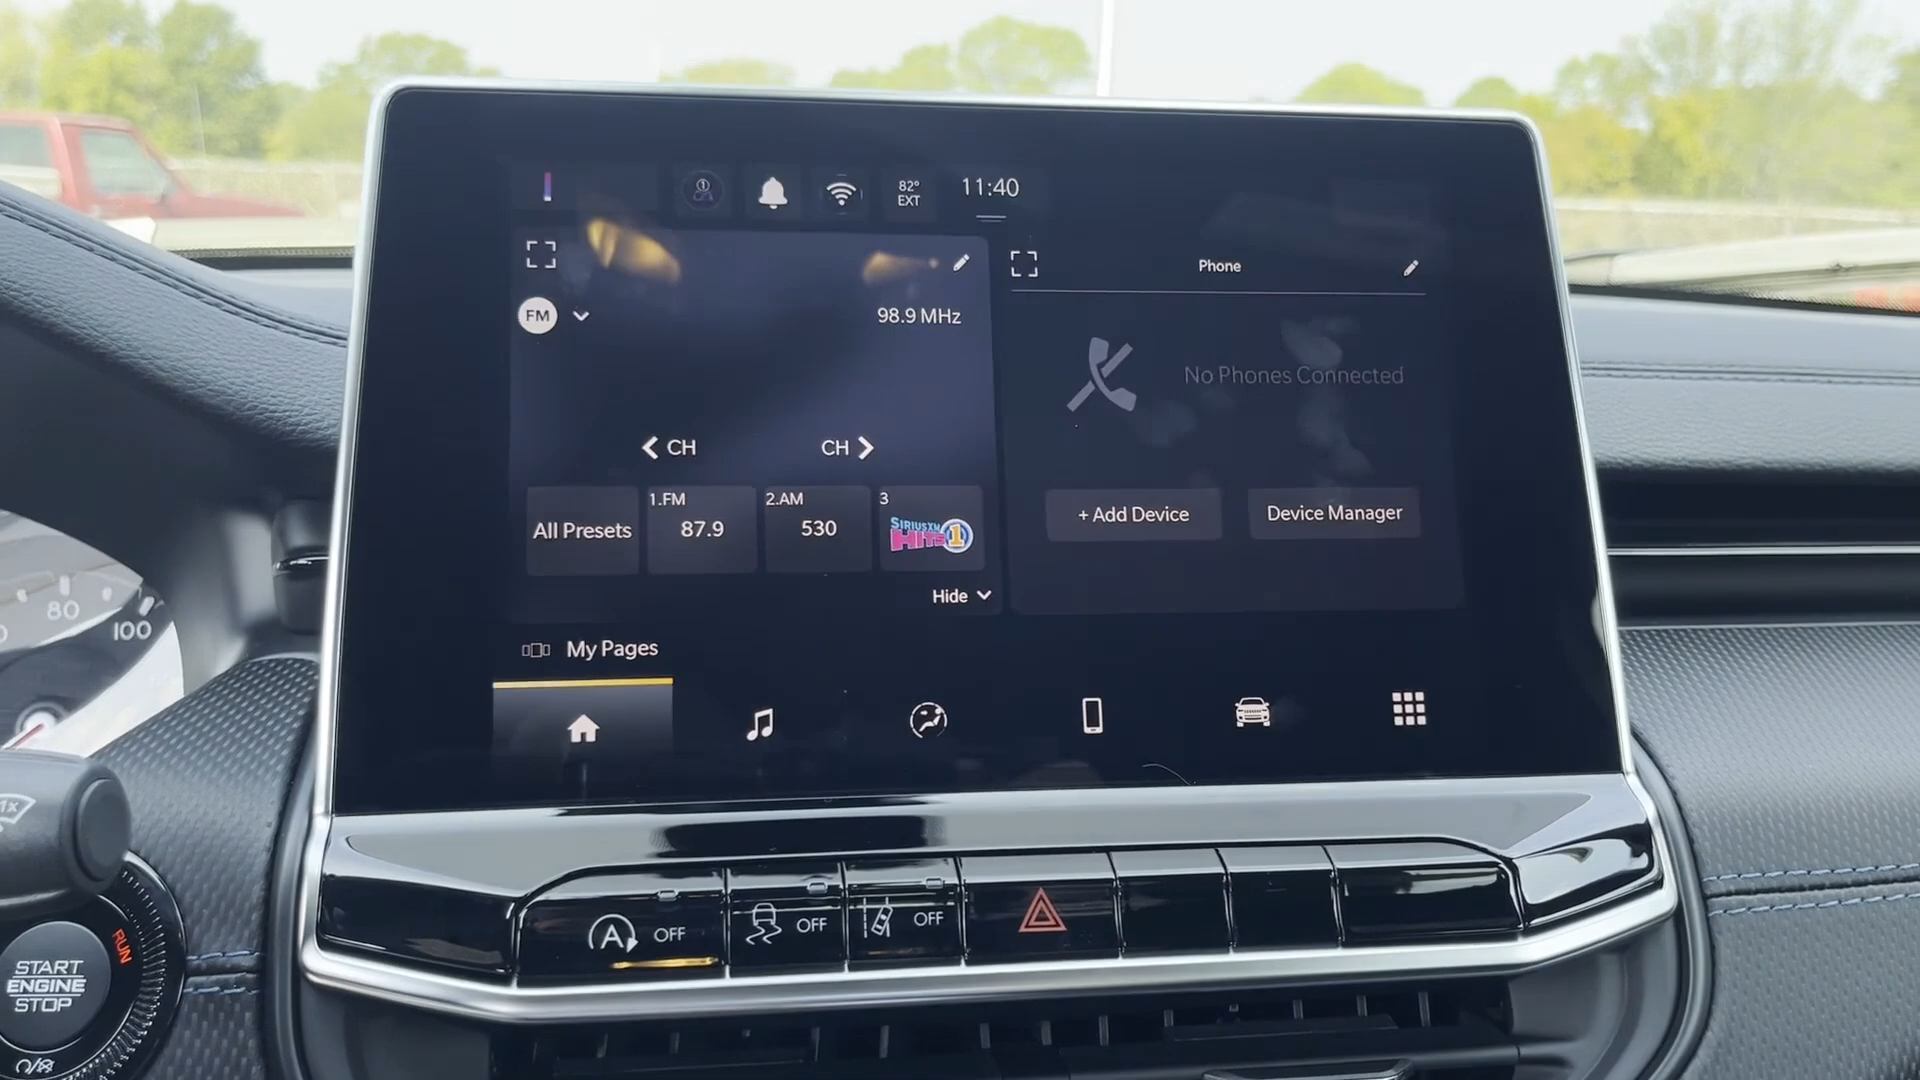 82°
EXT
11:40
FM
98.9 MHz
Phone
No Phones Connected
CH
CH
All Presets
1.FM
87.9
2.AM
530
3
SIRIUSXM
HITS 1
+ Add Device
Device Manager
Hide
My Pages
80
100
1x
A OFF
OFF
OFF
RUN
START
ENGINE
STOP